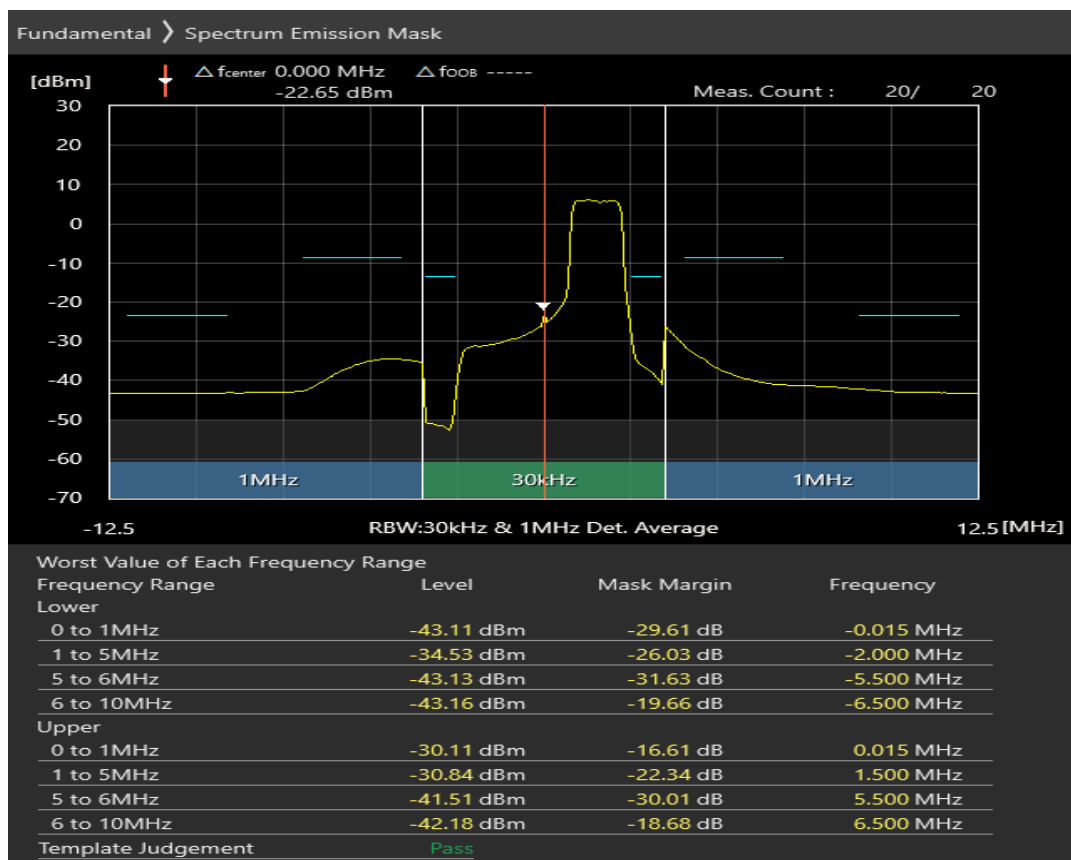 Fundamental 〉 Spectrum Emission Mask
[dBm] △ fcenter 0.000 MHz △ fOOB -----
-22.65 dBm Meas. Count : 20/ 20
30
20
10
0
-10
-20
-30
-40
-50
-60
-70
1MHz 30kHz 1MHz
-12.5 RBW:30kHz & 1MHz Det. Average 12.5 [MHz]
Worst Value of Each Frequency Range
Frequency Range Level Mask Margin Frequency
Lower
0 to 1MHz -43.11 dBm -29.61 dB -0.015 MHz
1 to 5MHz -34.53 dBm -26.03 dB -2.000 MHz
5 to 6MHz -43.13 dBm -31.63 dB -5.500 MHz
6 to 10MHz -43.16 dBm -19.66 dB -6.500 MHz
Upper
0 to 1MHz -30.11 dBm -16.61 dB 0.015 MHz
1 to 5MHz -30.84 dBm -22.34 dB 1.500 MHz
5 to 6MHz -41.51 dBm -30.01 dB 5.500 MHz
6 to 10MHz -42.18 dBm -18.68 dB 6.500 MHz
Template Judgement Pass